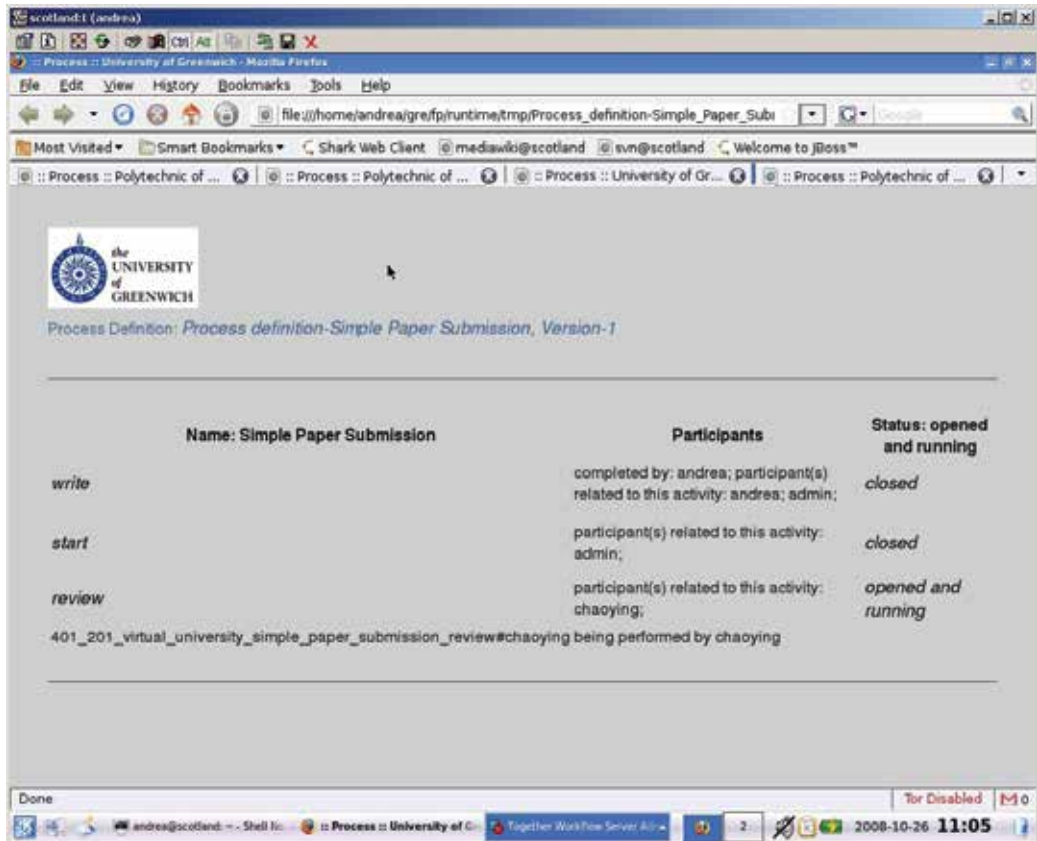 scotland:1 (andrea)
Ctrl Alt
:: Process :: University of Greenwich - Mozilla Firefox
File Edit View History Bookmarks Tools Help
file:///home/andrea/gre/fp/runtime/tmp/Process_definition-Simple_Paper_Subi
Google
Most Visited Smart Bookmarks Shark Web Client mediawiki@scotland svn@scotland Welcome to JBoss™
:: Process :: Polytechnic of ... :: Process :: Polytechnic of ... :: Process :: University of Gr... :: Process :: Polytechnic of ...
the
UNIVERSITY
of
GREENWICH
Process Definition: Process definition-Simple Paper Submission, Version-1
Name: Simple Paper Submission Participants Status: opened
and running
write completed by: andrea; participant(s)
related to this activity: andrea; admin; closed
start participant(s) related to this activity:
admin; closed
review participant(s) related to this activity:
chaoying; opened and
running
401_201_virtual_university_simple_paper_submission_review#chaoying being performed by chaoying
Done Tor Disabled 0
andrea@scotland: ~ - Shell :: Process :: University of G Together Workflow Server 2 2008-10-26 11:05